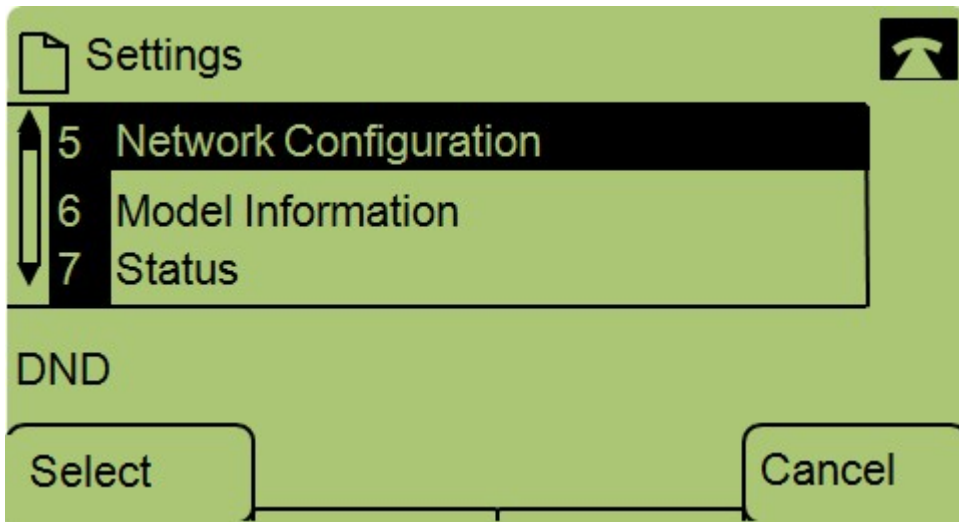 Settings
5 Network Configuration
6 Model Information
7 Status
DND
Select Cancel